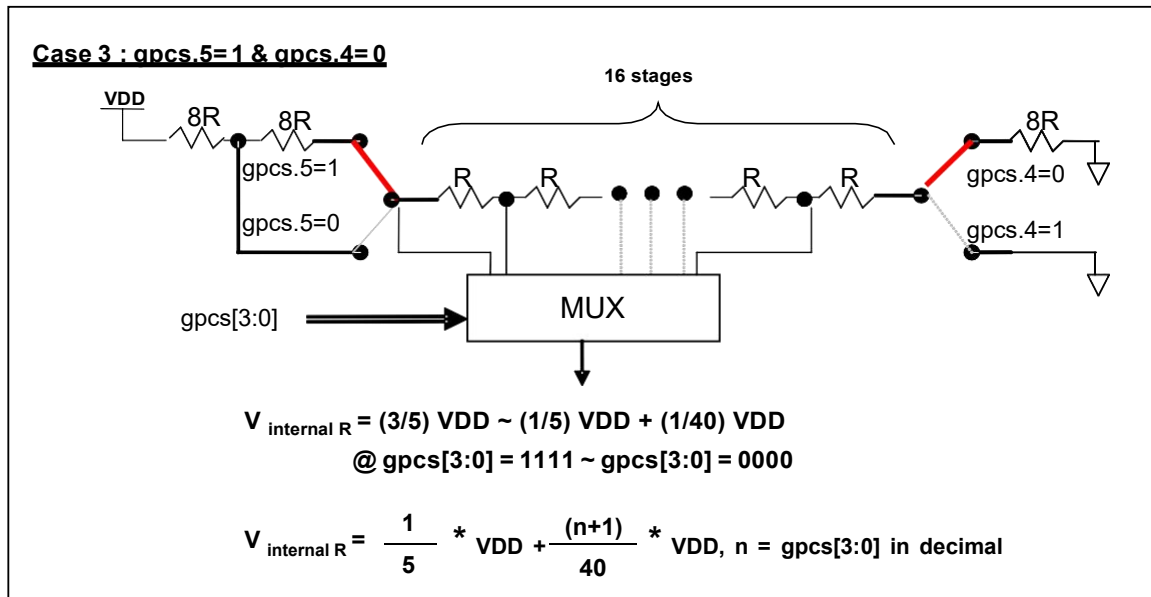 Case 3 : gpcs.5=1 & gpcs.4=0
16 stages
VDD
8R 8R 8R
gpcs.5=1 R R R R gpcs.4=0
gpcs.5=0 gpcs.4=1
MUX
gpcs[3:0]
V internal R = (3/5) VDD ~ (1/5) VDD + (1/40) VDD
@ gpcs[3:0] = 1111 ~ gpcs[3:0] = 0000
V internal R = 1/5 * VDD + (n+1)/40 * VDD, n = gpcs[3:0] in decimal